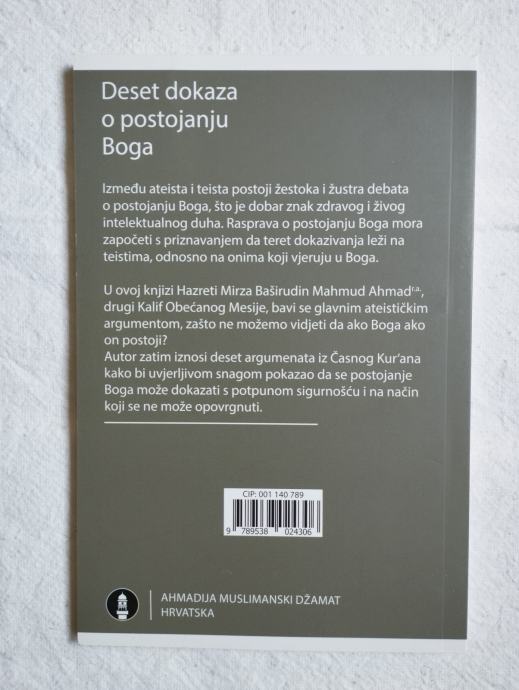 Deset dokaza
o postojanju
Boga
Između ateista i teista postoji žestoka i žustra debata
o postojanju Boga, što je dobar znak zdravog i živog
intelektualnog duha. Rasprava o postojanju Boga mora
započeti s priznavanjem da teret dokazivanja leži na
teistima, odnosno na onima koji vjeruju u Boga.
U ovoj knjizi Hazreti Mirza Baširudin Mahmud Ahmadr.a.,
drugi Kalif Obećanog Mesije, bavi se glavnim ateističkim
argumentom, zašto ne možemo vidjeti da ako Boga ako
on postoji?
Autor zatim iznosi deset argumenata iz Časnog Kur'ana
kako bi uvjerljivom snagom pokazao da se postojanje
Boga može dokazati s potpunom sigurnošću i na način
koji se ne može opovrgnuti.
CIP: 001 140 789
9 789538 024306
AHMADIJA MUSLIMANSKI DŽAMAT
HRVATSKA